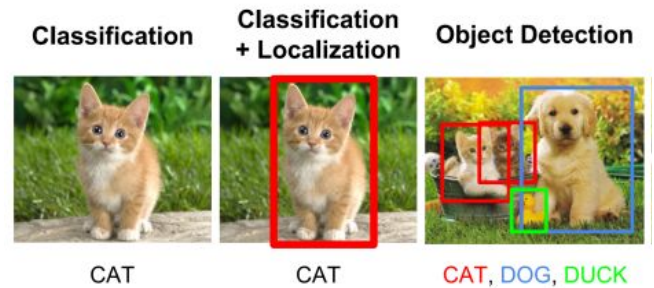 Classification
Classification
+ Localization
Object Detection
CAT
CAT
CAT, DOG, DUCK